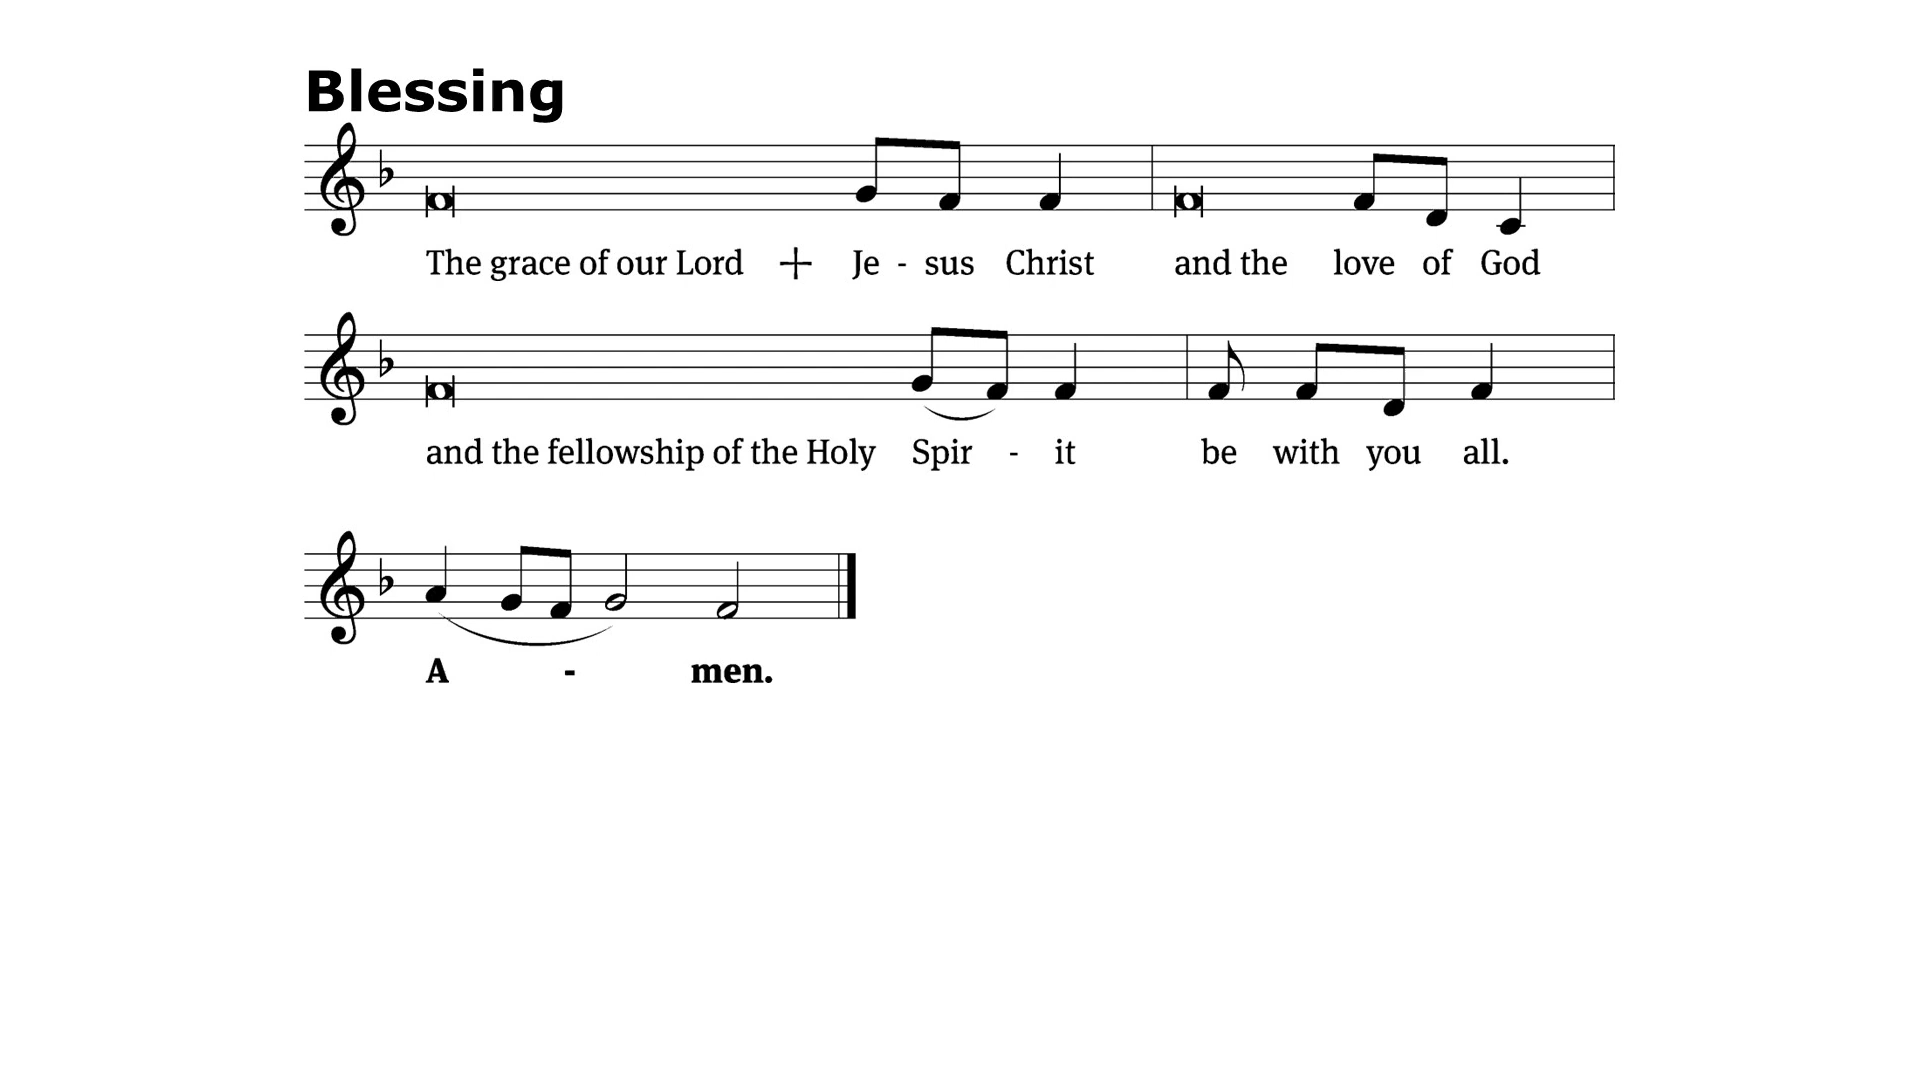 Blessing
The grace of our Lord + Je - sus Christ and the love of God
and the fellowship of the Holy Spir - it be with you all.
A - men.